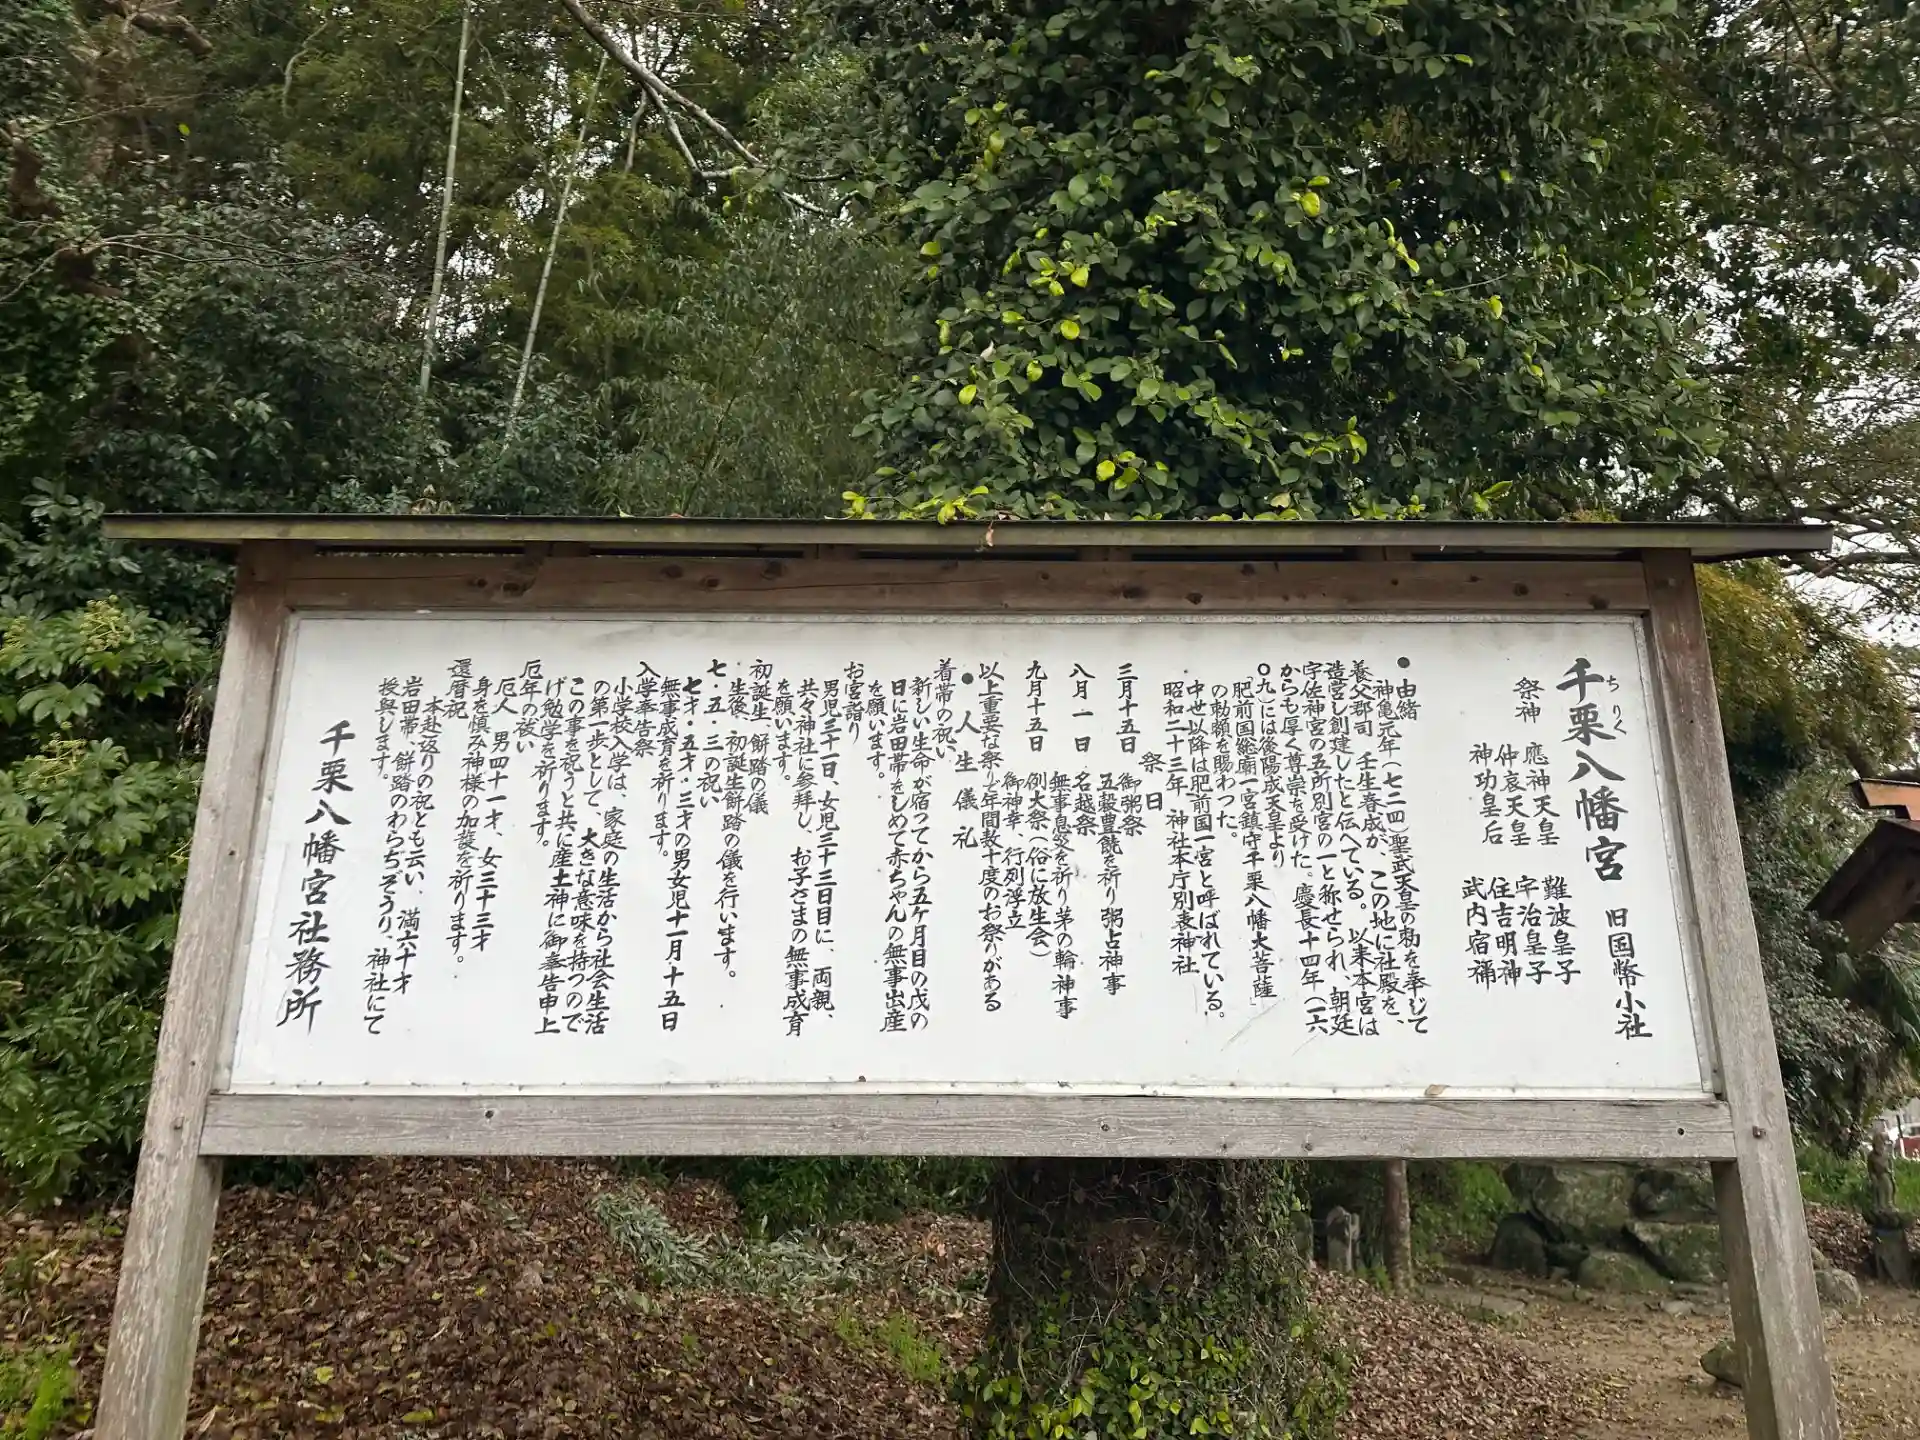 千栗八幡宮 旧国幣小社
ちりく
祭神 應神天皇 難波皇子
仲哀天皇 宇治皇子
神功皇后 住吉明神
武内宿禰
●由緒
神亀元年(七二四)聖武天皇の勅を奉じて
養父郡司 壬生春成が、この地に社殿を、
造営し創建したと伝へている。以来本宮は
宇佐神宮の五所別宮の一と称せられ、朝廷
からも厚く尊崇を受けた。慶長十四年(一六
〇九)には後陽成天皇より
「肥前国総廟一宮鎮守千栗八幡大菩薩」
の勅額を賜わった。
中世以降は肥前国一宮と呼ばれている。
昭和二十三年 神社本庁別表神社
祭日
三月十五日 御粥祭
五穀豊饒を祈り粥占神事
八月一日 名越祭
無事息災を祈り茅の輪神事
九月十五日 例大祭(俗に放生会)
御神幸、行列浮立
以上重要な祭りで年間数十度のお祭りがある
●人生儀礼
着帯の祝い
新しい生命が宿ってから五ヶ月目の戊の
日に岩田帯をしめて赤ちゃんの無事出産
を願います。
お宮詣り
男児三十一日、女児三十三日目に、両親、
共々神社に参拝し、お子さまの無事成育
を願います。
初誕生 餅踏の儀
生後、初誕生餅踏の儀を行います。
七・五・三の祝い
七才・五才・三才の男女児十一月十五日
無事成育を祈ります。
入学奉告祭
小学校入学は、家庭の生活から社会生活
の第一歩として、大きな意味を持つので
この事を祝うと共に産土神に御奉告申上
げ勉学を祈ります。
厄年の祓い
厄人 男四十一才、女三十三才
身を慎み神様の加護を祈ります。
還暦祝
本赴返りの祝とも云い、満六十才
岩田帯、餅踏のわらぢぞうり、神社にて
授与します。
千栗八幡宮社務所